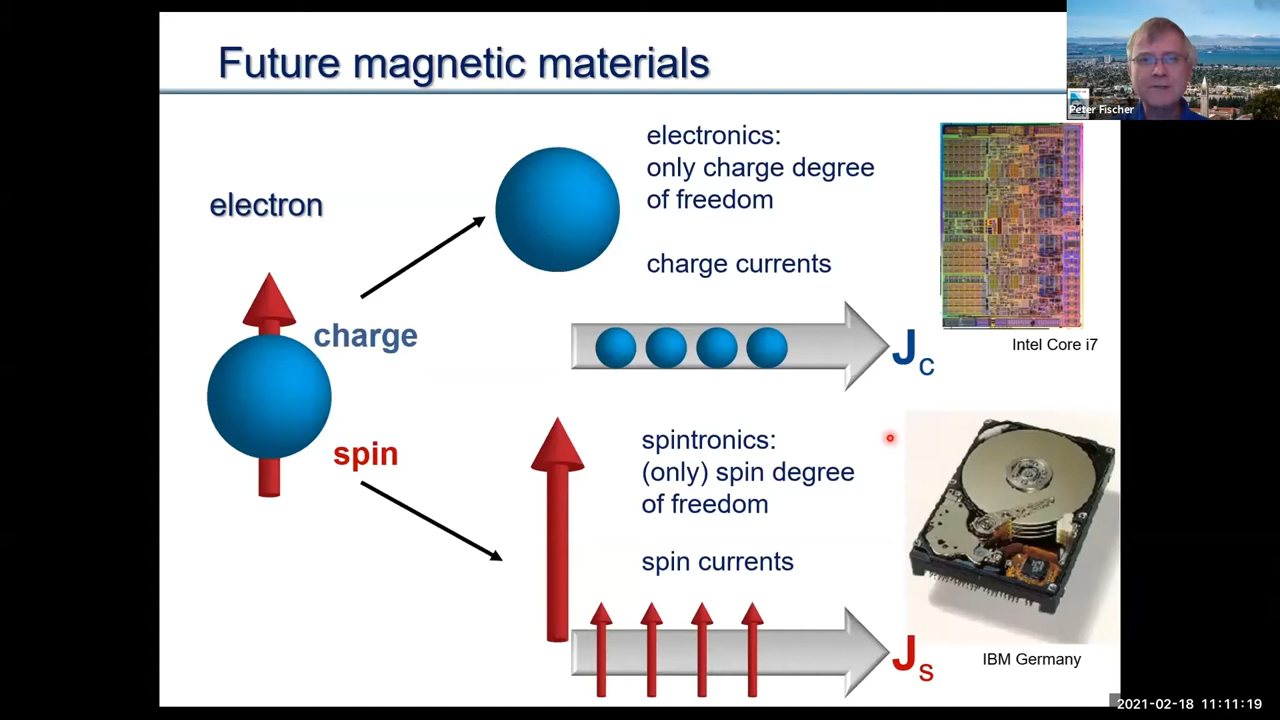 Future magnetic materials
Peter Fischer
electronics:
only charge degree
of freedom
electron
charge currents
charge
Intel Core i7
JC
spintronics:
(only) spin degree
of freedom
spin
spin currents
JS
IBM Germany
2021-02-18 11:11:19